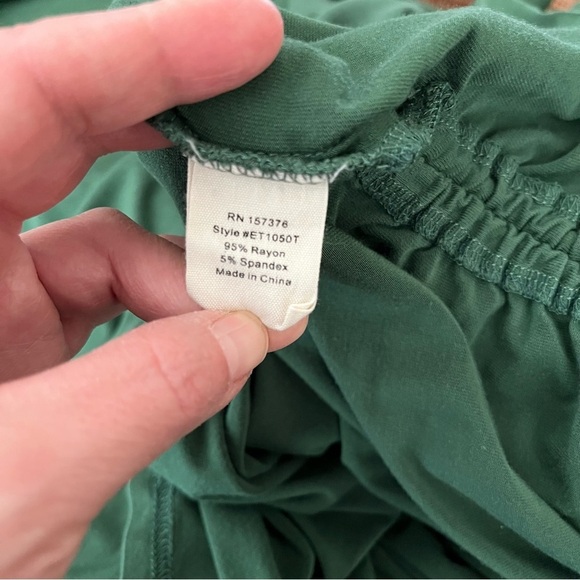 RN 157376
Style #ET1050T
95% Rayon
5% Spandex
Made in China